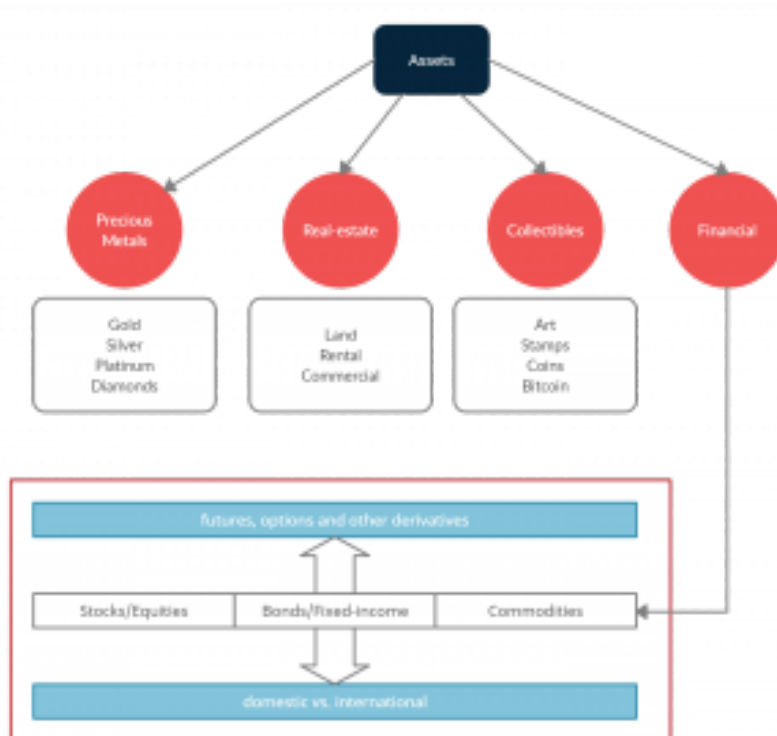 Assets
Precious
Metals
Real-estate
Collectibles
Financial
Gold
Silver
Platinum
Diamonds
Land
Rental
Commercial
Art
Stamps
Coins
Bitcoin
futures, options and other derivatives
Stocks/Equities
Bonds/Fixed-income
Commodities
domestic vs. international